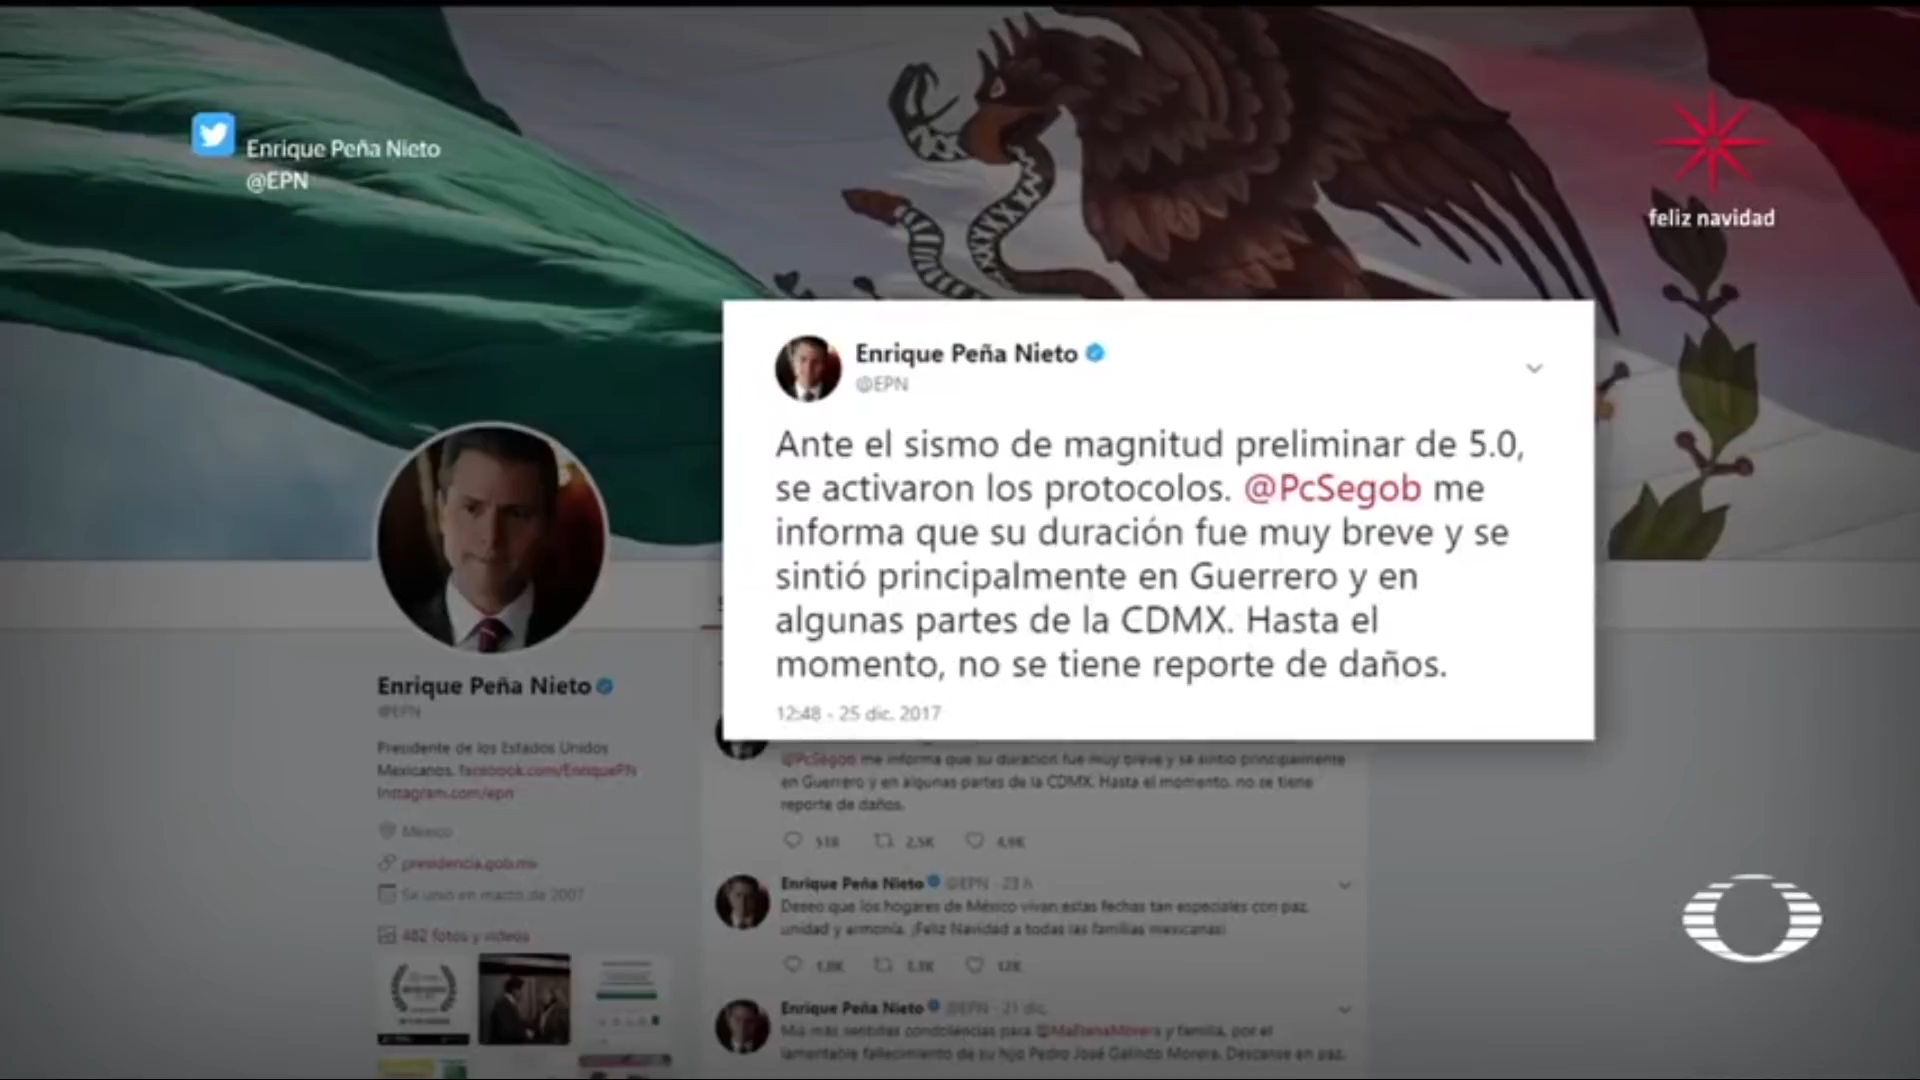 Enrique Peña Nieto
@EPN
feliz navidad
Enrique Peña Nieto
@EPN
Ante el sismo de magnitud preliminar de 5.0,
se activaron los protocolos. @PcSegob me
informa que su duración fue muy breve y se
sintió principalmente en Guerrero y en
algunas partes de la CDMX. Hasta el
momento, no se tiene reporte de daños.
12:48 - 25 dic. 2017
Enrique Peña Nieto
@EPN
Presidente de los Estados Unidos
Mexicanos. facebook.com/EnriquePN
Instagram.com/epn
México
presidencia.gob.mx
Se unió en marzo de 2007
482 fotos y videos
@PcSegob me informa que su duración fue muy breve y se sintió principalmente
en Guerrero y en algunas partes de la CDMX. Hasta el momento, no se tiene
reporte de daños.
518 2,5K 4,9K
Enrique Peña Nieto @EPN · 23 h
Deseo que los hogares de México vivan estas fechas tan especiales con paz,
unidad y armonía. ¡Feliz Navidad a todas las familias mexicanas!
12K
Enrique Peña Nieto @EPN · 21 dic.
Mis más sentidas condolencias para @MaElenaMorera y familia, por el
lamentable fallecimiento de su hijo Pedro José Galindo Morera. Descanse en paz.